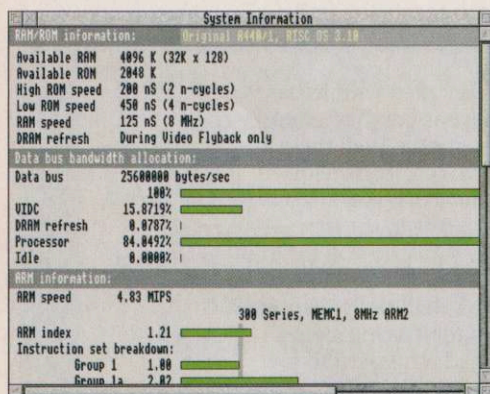 System Information
RAM/ROM information: Original A440/1, RISC OS 3.10
Available RAM 4096 K (32K x 128)
Available ROM 2048 K
High ROM speed 200 nS (2 n-cycles)
Low ROM speed 450 nS (4 n-cycles)
RAM speed 125 nS (8 MHz)
DRAM refresh During Video Flyback only
Data bus bandwidth allocation:
Data bus 25600000 bytes/sec
100%
VIDC 15.8719%
DRAM refresh 0.0787%
Processor 84.0492%
Idle 0.0000%
ARM information:
ARM speed 4.83 MIPS
300 Series, MEMC1, 8MHz ARM2
ARM index 1.21
Instruction set breakdown:
Group 1 1.00
Group 1a 2.02